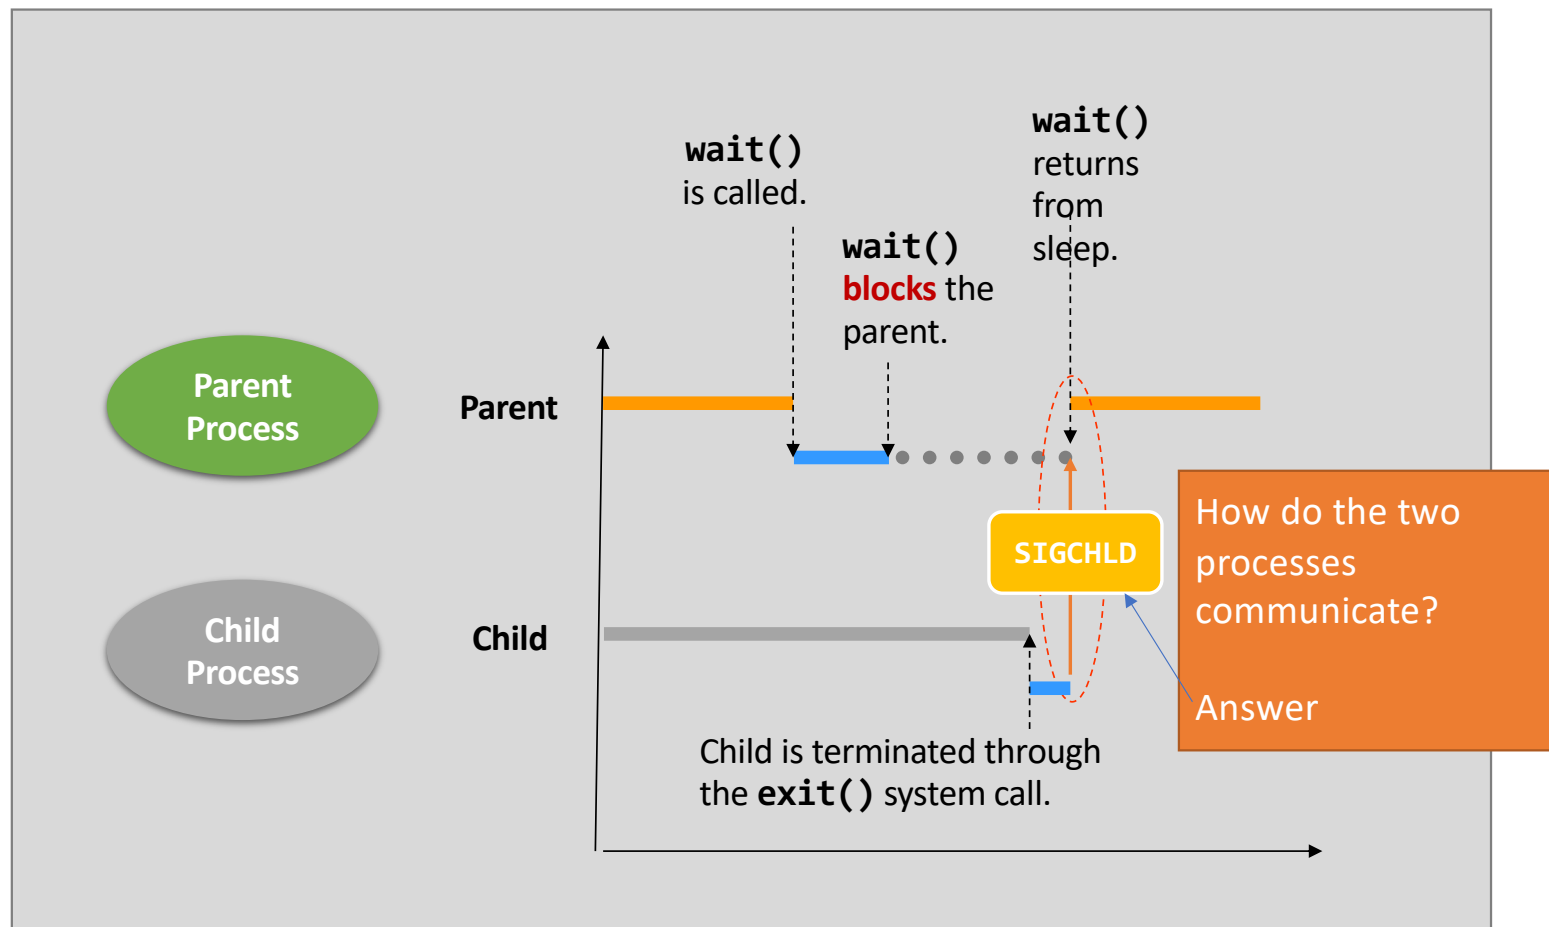 wait()
is called.
wait()
blocks the
parent.
wait()
returns
from
sleep.
Parent
Process
Parent
Child
Process
Child
SIGCHLD
How do the two
processes
communicate?
Answer
Child is terminated through
the exit() system call.